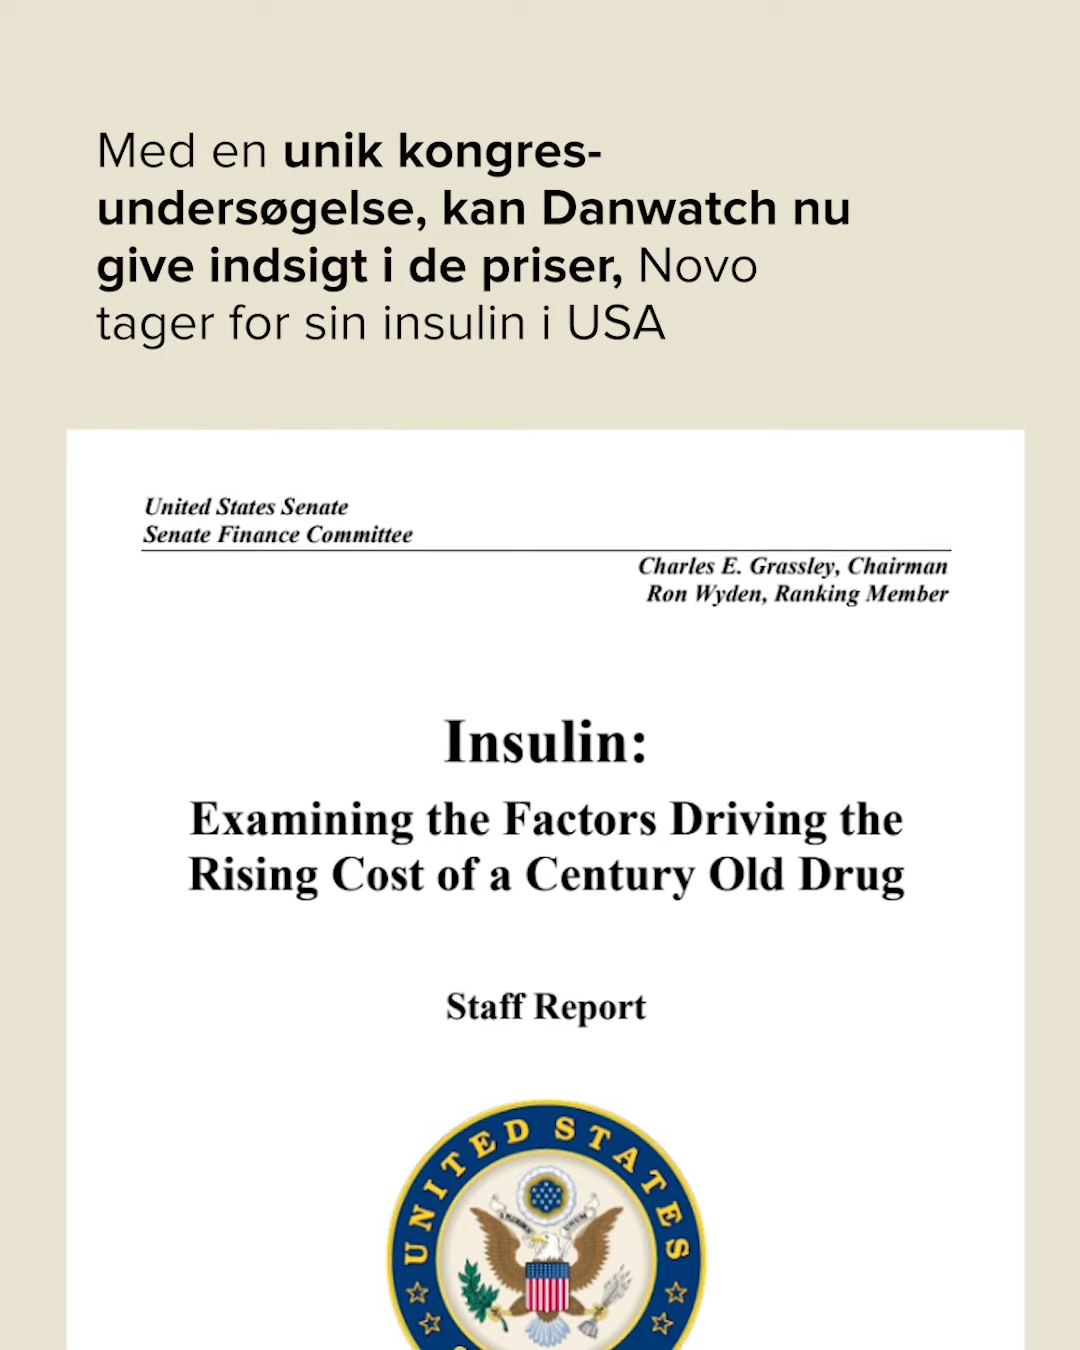 Med en unik kongres-
undersøgelse, kan Danwatch nu
give indsigt i de priser, Novo
tager for sin insulin i USA
United States Senate
Senate Finance Committee
Charles E. Grassley, Chairman
Ron Wyden, Ranking Member
Insulin:
Examining the Factors Driving the
Rising Cost of a Century Old Drug
Staff Report
UNITED STATES